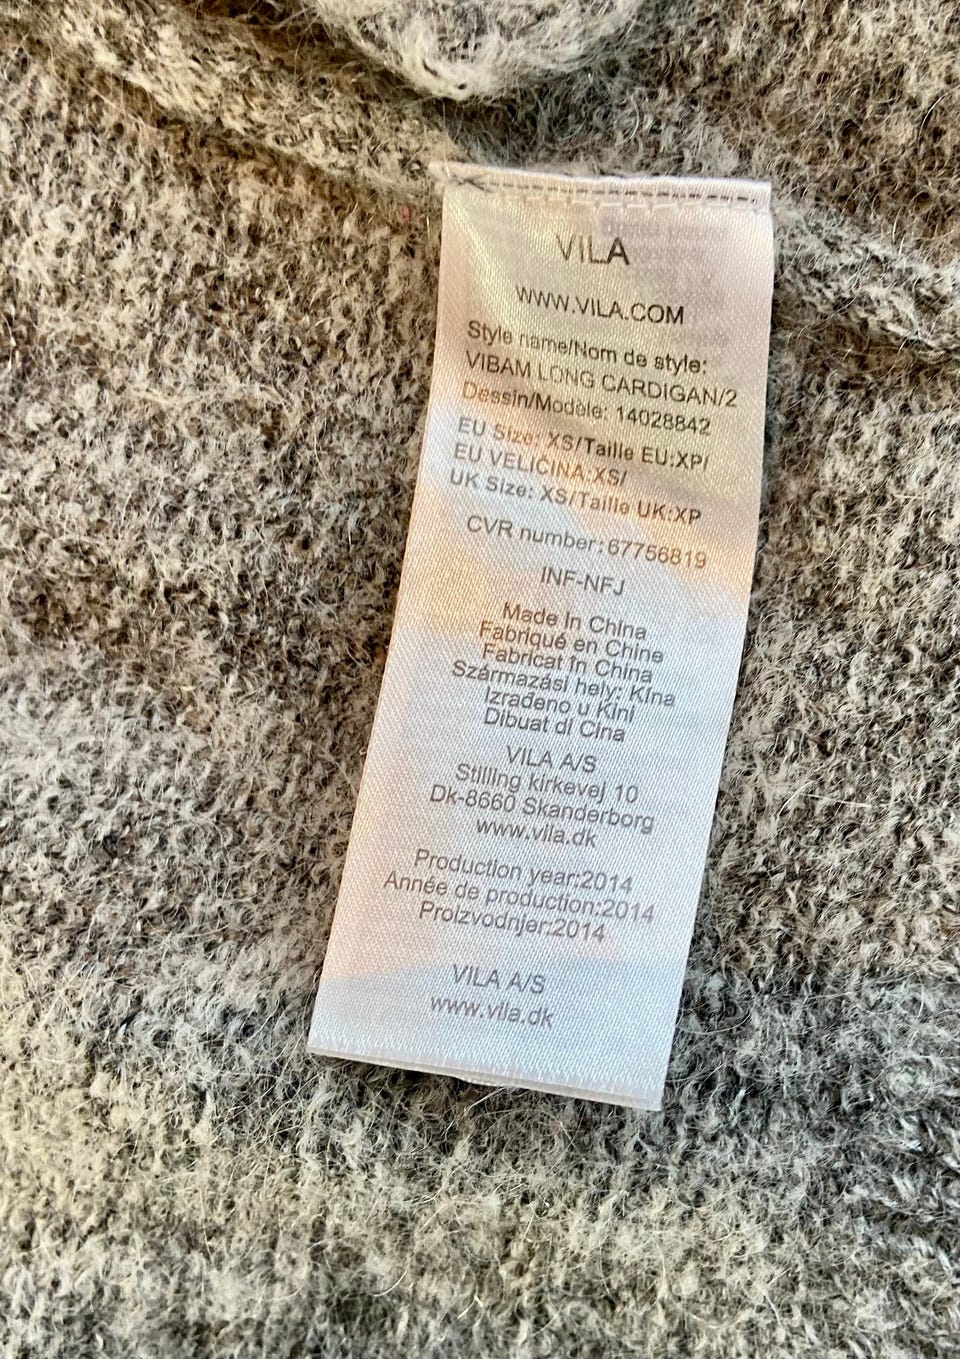 VILA
WWW.VILA.COM
Style name/Nom de style:
VIBAM LONG CARDIGAN/2
Dessin/Modèle: 14028842
EU Size: XS/Taille EU:XP/
EU VELIČINA:XS/
UK Size: XS/Taille UK:XP
CVR number:67756819
INF-NFJ
Made In China
Fabriqué en Chine
Fabricat în China
Származási hely: Kína
Izrađeno u Kini
Dibuat di Cina
VILA A/S
Stilling kirkevej 10
Dk-8660 Skanderborg
www.vila.dk
Production year:2014
Année de production:2014
Proizvodnjer:2014
VILA A/S
www.vila.dk